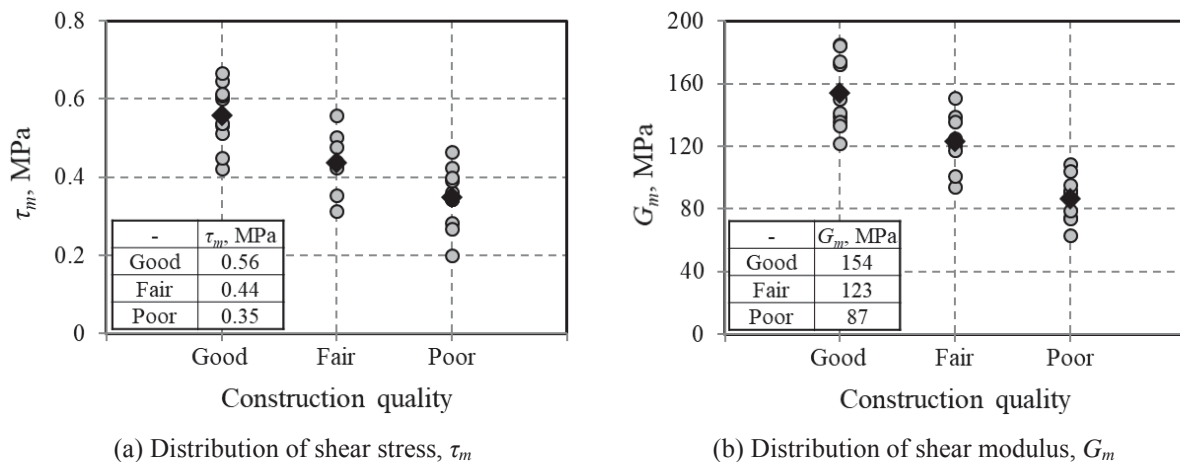 0.8
0.6
0.4
0.2
0
τm, MPa
- τm, MPa
Good 0.56
Fair 0.44
Poor 0.35
Good Fair Poor
Construction quality
(a) Distribution of shear stress, τm
200
160
120
80
40
0
Gm, MPa
- Gm, MPa
Good 154
Fair 123
Poor 87
Good Fair Poor
Construction quality
(b) Distribution of shear modulus, Gm